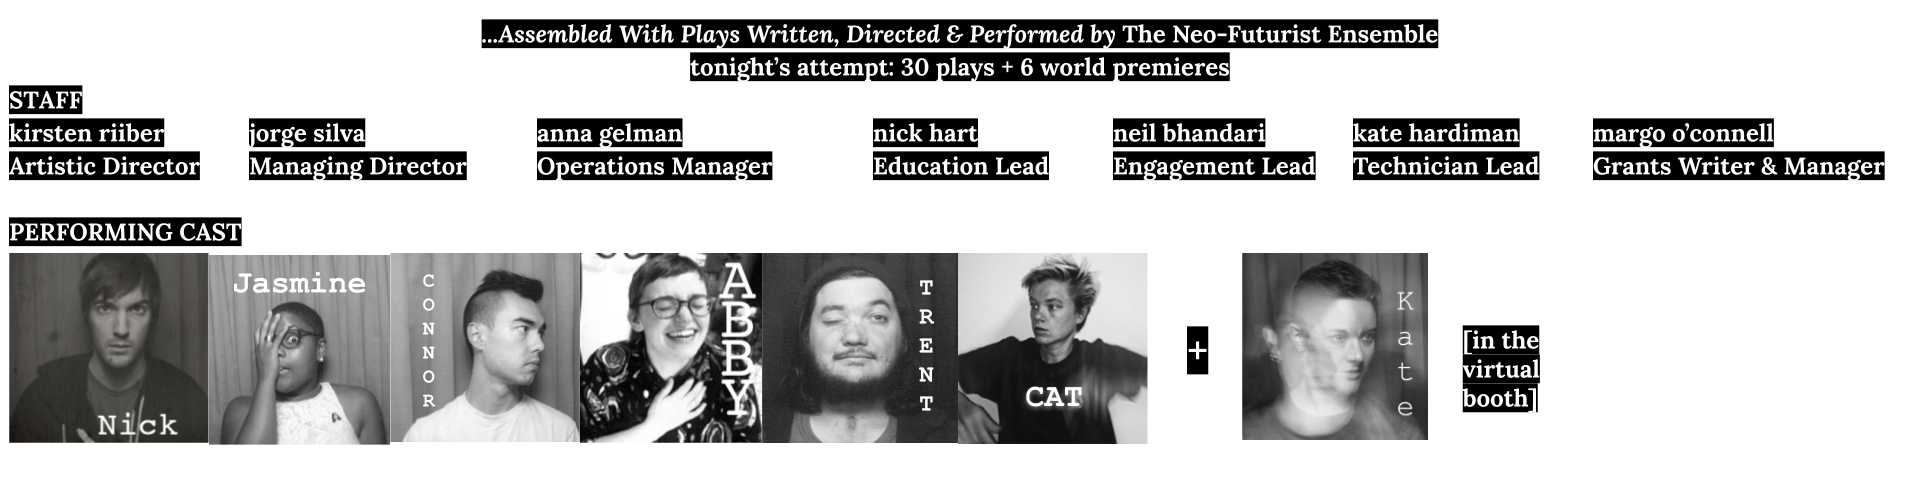 ...Assembled With Plays Written, Directed & Performed by The Neo-Futurist Ensemble
tonight’s attempt: 30 plays + 6 world premieres
STAFF
kirsten riiber jorge silva anna gelman nick hart neil bhandari kate hardiman margo o’connell
Artistic Director Managing Director Operations Manager Education Lead Engagement Lead Technician Lead Grants Writer & Manager
PERFORMING CAST
Nick
Jasmine
CONNOR
ABBY
TRENT
CAT
+
Kate
[in the
virtual
booth]